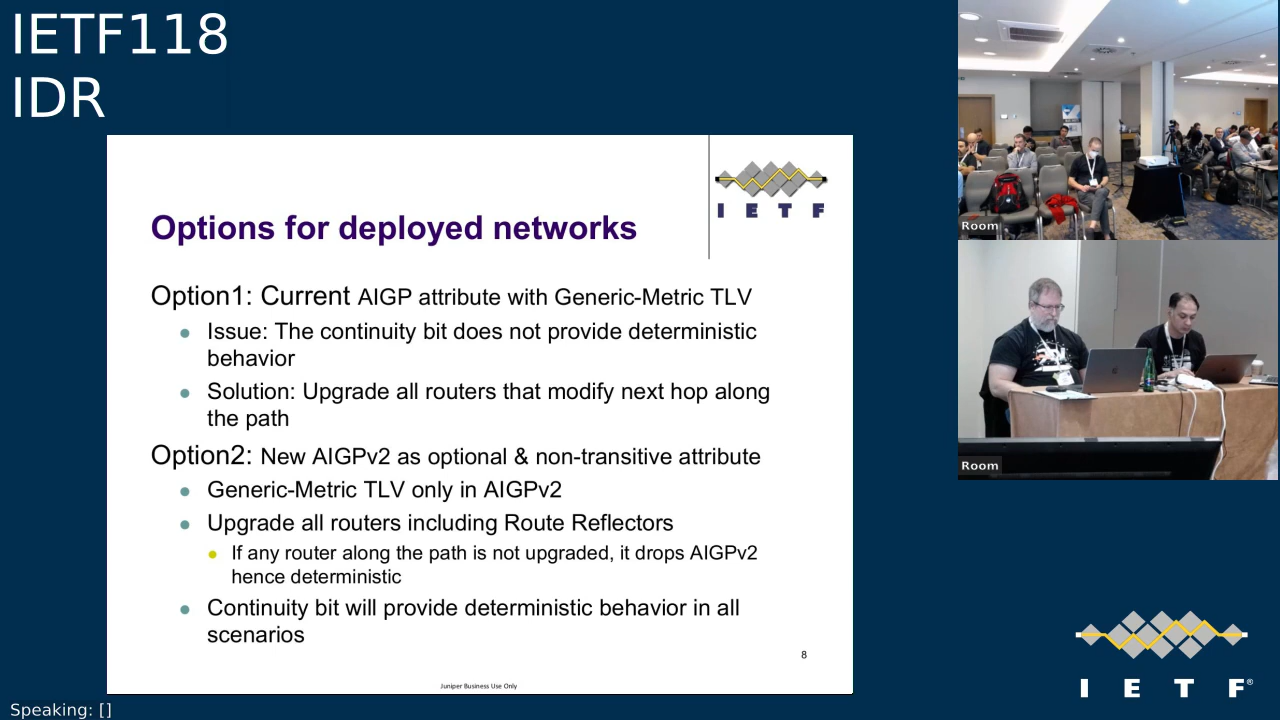 IETF118
IDR
I E T F
Options for deployed networks
Option1: Current AIGP attribute with Generic-Metric TLV
Issue: The continuity bit does not provide deterministic
behavior
Solution: Upgrade all routers that modify next hop along
the path
Option2: New AIGPv2 as optional & non-transitive attribute
Generic-Metric TLV only in AIGPv2
Upgrade all routers including Route Reflectors
If any router along the path is not upgraded, it drops AIGPv2
hence deterministic
Continuity bit will provide deterministic behavior in all
scenarios
8
Juniper Business Use Only
Room
Room
I E T F®
Speaking: []